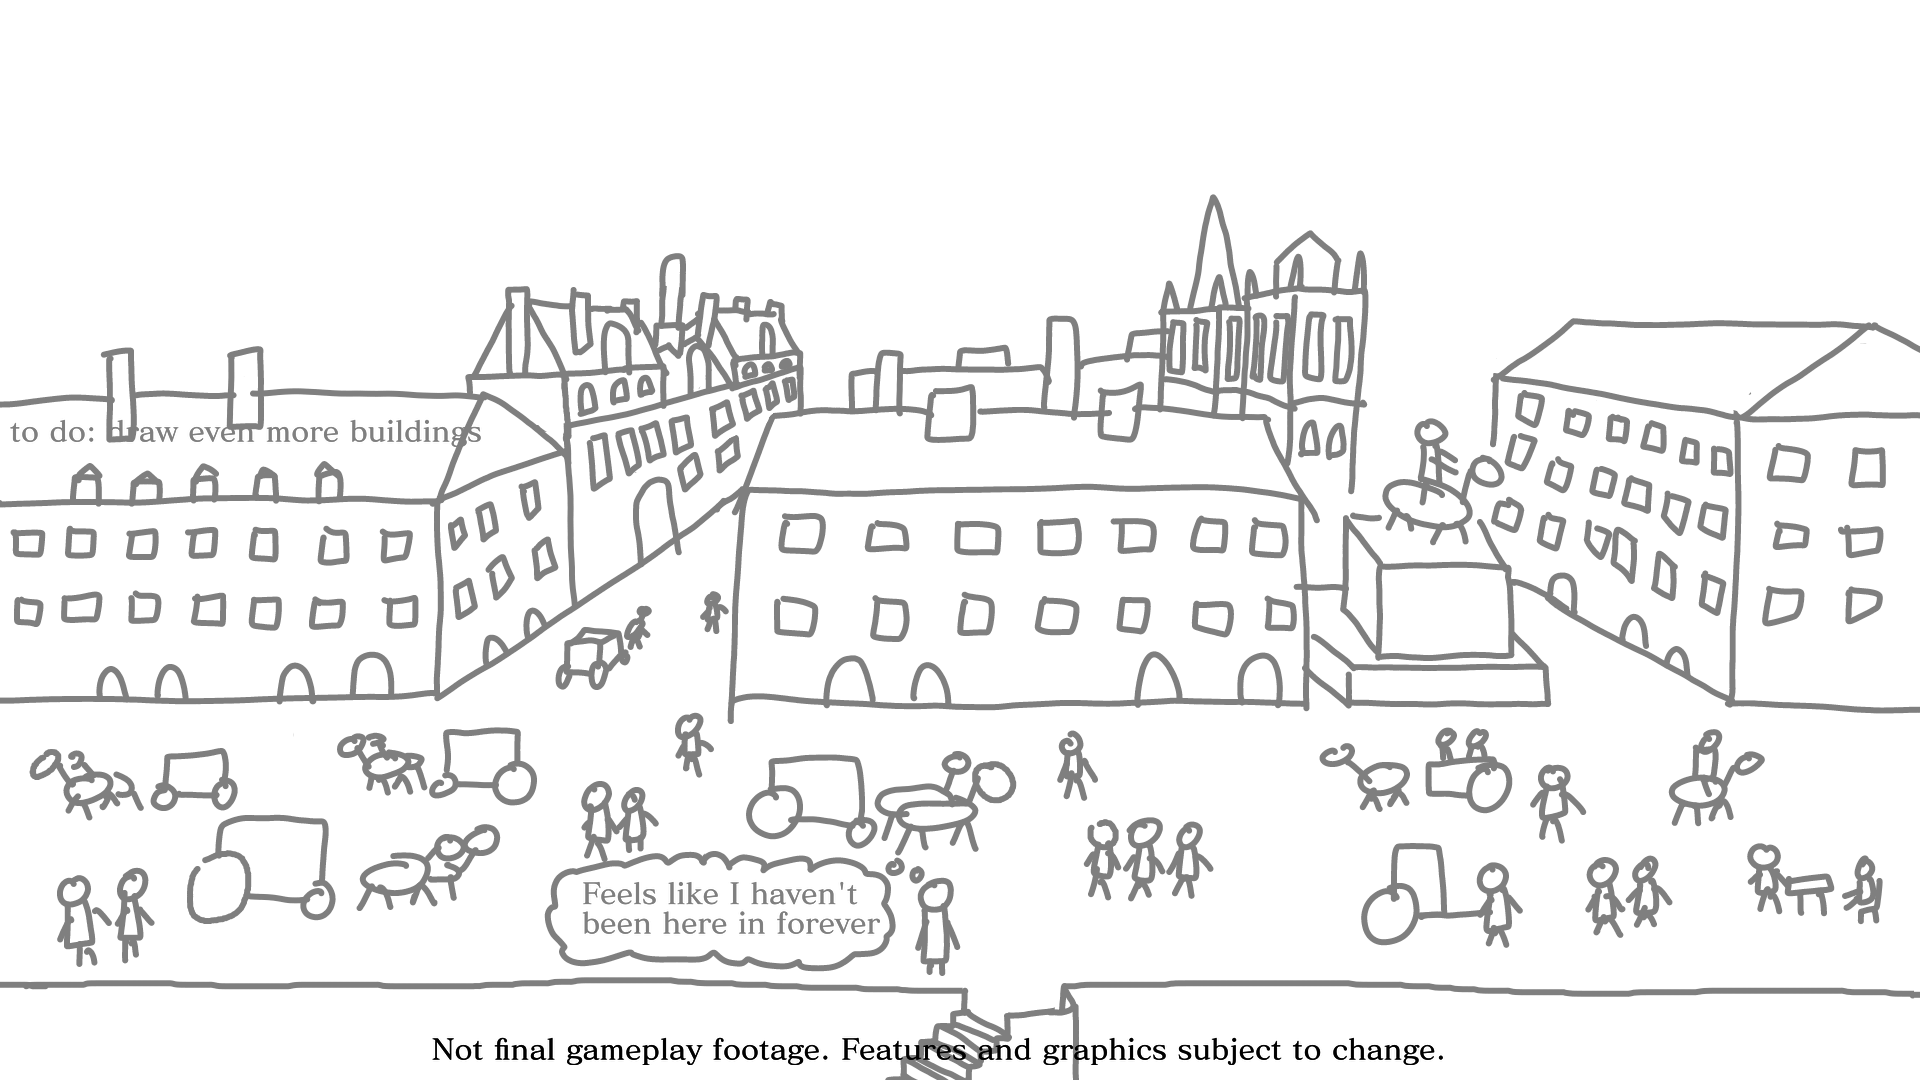 to do: draw even more buildings
Feels like I haven't
been here in forever
Not final gameplay footage. Features and graphics subject to change.